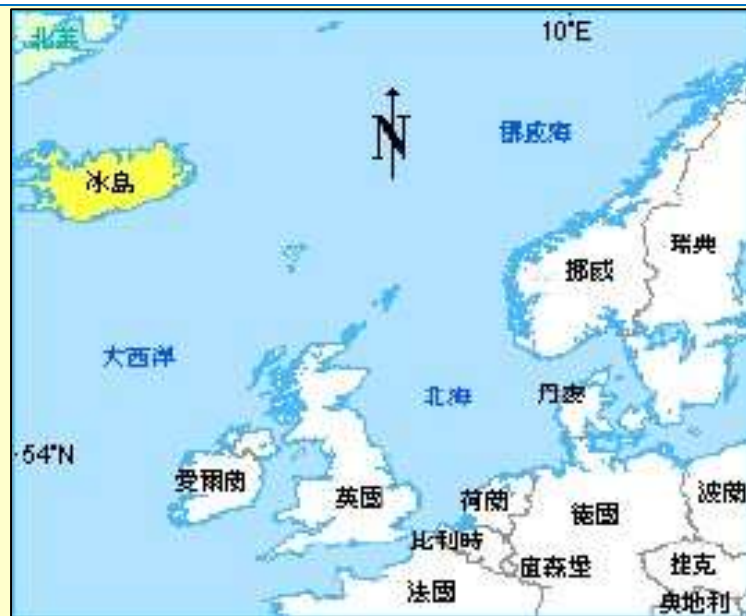 10°E
北美
挪威海
冰島
瑞典
挪威
大西洋
北海
丹麥
54°N
愛爾蘭
英國
荷蘭
德國
波蘭
比利時
盧森堡
捷克
法國
奧地利
N